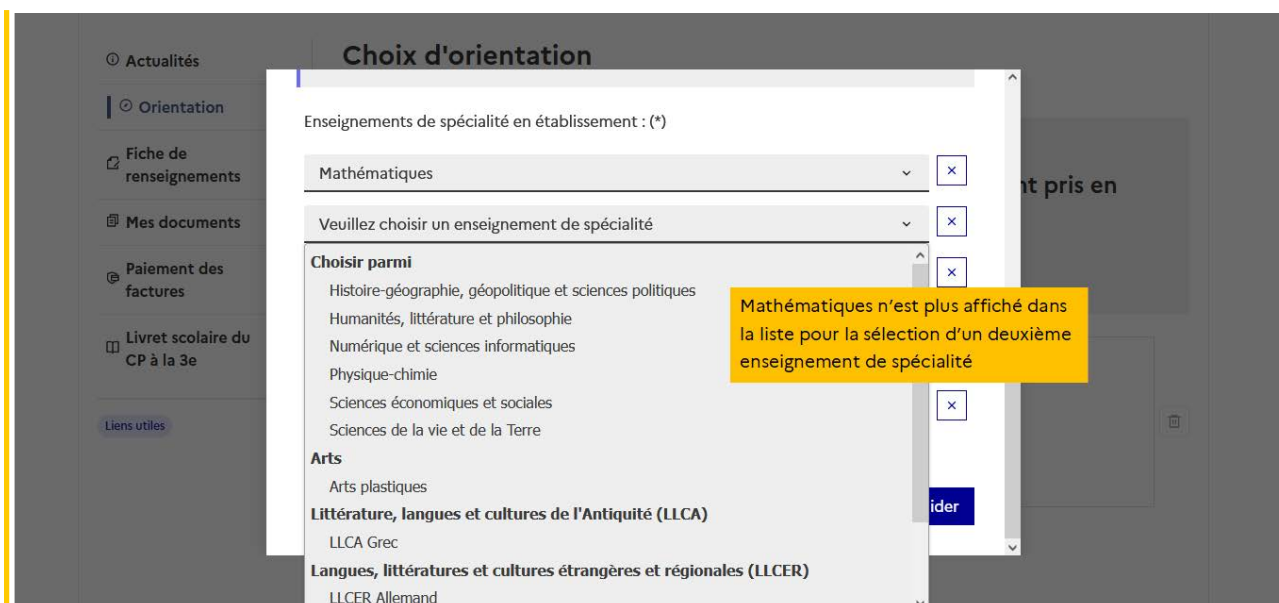 Actualités
Orientation
Fiche de
renseignements
Mes documents
Paiement des
factures
Livret scolaire du
CP à la 3e
Liens utiles
Choix d'orientation
nt pris en
Enseignements de spécialité en établissement : (*)
Mathématiques
Veuillez choisir un enseignement de spécialité
Choisir parmi
Histoire-géographie, géopolitique et sciences politiques
Humanités, littérature et philosophie
Numérique et sciences informatiques
Physique-chimie
Sciences économiques et sociales
Sciences de la vie et de la Terre
Arts
Arts plastiques
Littérature, langues et cultures de l'Antiquité (LLCA)
LLCA Grec
Langues, littératures et cultures étrangères et régionales (LLCER)
LLCER Allemand
Mathématiques n'est plus affiché dans
la liste pour la sélection d'un deuxième
enseignement de spécialité
ider